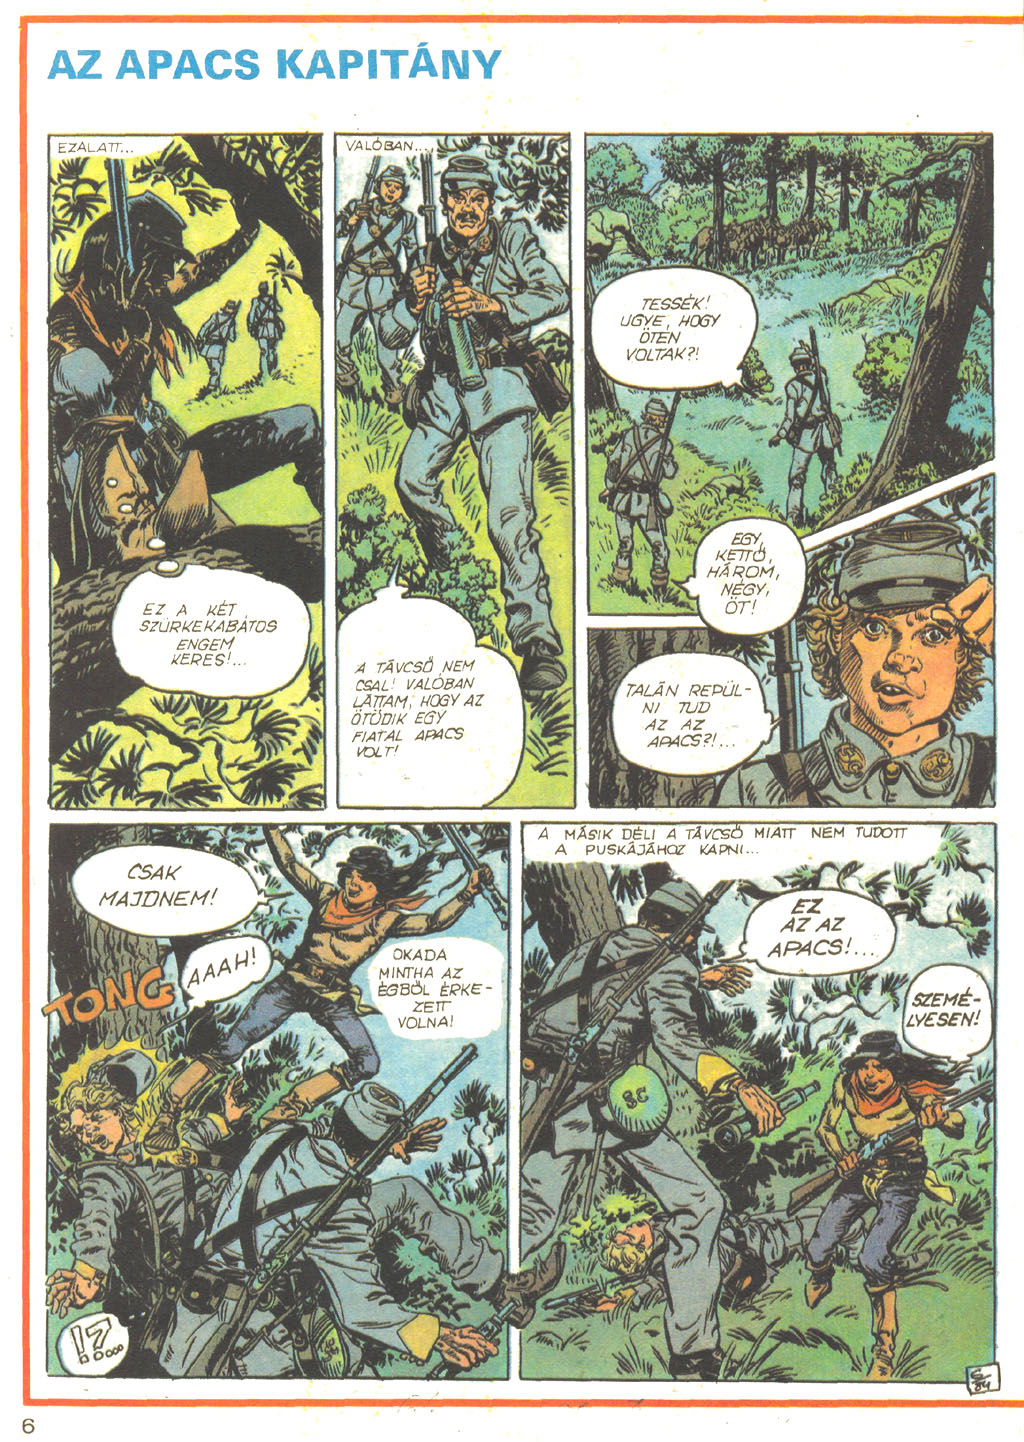 AZ APACS KAPITÁNY
EZALATT...
EZ A KÉT
SZÜRKEKABÁTOS
ENGEM
KERES!...
VALÓBAN...
A TÁVCSŐ NEM
CSAL! VALÓBAN
LÁTTAM, HOGY AZ
ÖTÖDIK EGY
FIATAL APACS
VOLT!
TESSÉK!
UGYE, HOGY
ÖTEN
VOLTAK?!
EGY,
KETTŐ,
HÁROM,
NÉGY,
ÖT!
TALÁN REPÜL-
NI TUD
AZ AZ
APACS?!...
CSAK
MAJDNEM!
AAAH!
TONG
OKADA
MINTHA AZ
ÉGBŐL ÉRKE-
ZETT
VOLNA!
!?...
A MÁSIK DÉLI A TÁVCSŐ MIATT NEM TUDOTT
A PUSKÁJÁHOZ KAPNI...
EZ
AZ AZ
APACS!....
SZEMÉ-
LYESEN!
SC
84
6